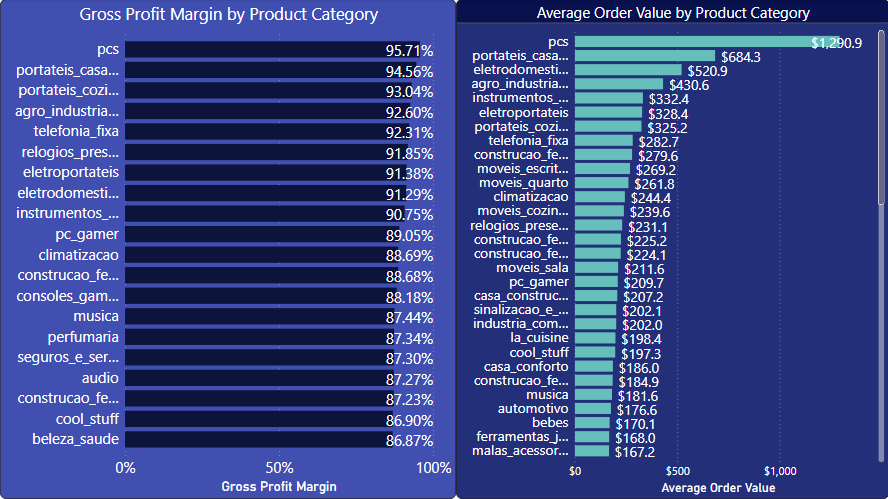 Gross Profit Margin by Product Category
pcs 95.71%
portateis_casa... 94.56%
portateis_cozi... 93.04%
agro_industria... 92.60%
telefonia_fixa 92.31%
relogios_pres... 91.85%
eletroportateis 91.38%
eletrodomesti... 91.29%
instrumentos_... 90.75%
pc_gamer 89.05%
climatizacao 88.69%
construcao_fe... 88.68%
consoles_gam... 88.18%
musica 87.44%
perfumaria 87.34%
seguros_e_ser... 87.30%
audio 87.27%
construcao_fe... 87.23%
cool_stuff 86.90%
beleza_saude 86.87%
0% 50% 100%
Gross Profit Margin
Average Order Value by Product Category
pcs $1,290.9
portateis_casa... $684.3
eletrodomesti... $520.9
agro_industria... $430.6
instrumentos_... $332.4
eletroportateis $328.4
portateis_cozi... $325.2
telefonia_fixa $282.7
construcao_fe... $279.6
moveis_escrit... $269.2
moveis_quarto $261.8
climatizacao $244.4
moveis_cozin... $239.6
relogios_prese... $231.1
construcao_fe... $225.2
construcao_fe... $224.1
moveis_sala $211.6
pc_gamer $209.7
casa_construc... $207.2
sinalizacao_e_... $202.1
industria_com... $202.0
la_cuisine $198.4
cool_stuff $197.3
casa_conforto $186.0
construcao_fe... $184.9
musica $181.6
automotivo $176.6
bebes $170.1
ferramentas_j... $168.0
malas_acessor... $167.2
$0 $500 $1,000
Average Order Value